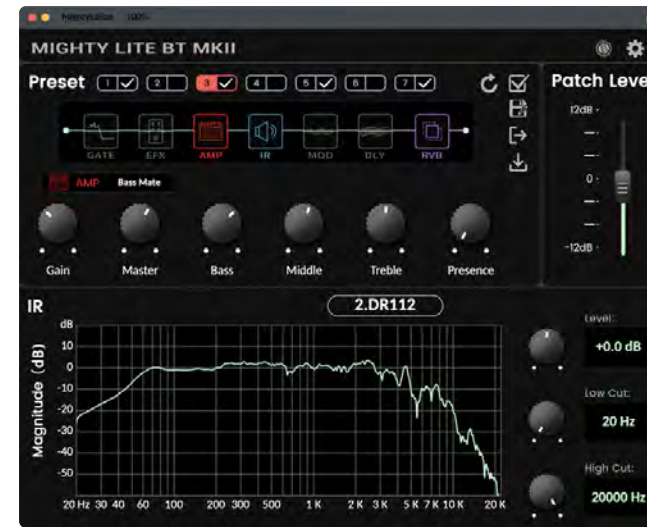 100%
MIGHTY LITE BT MKII
Preset 1 2 3 4 5 6 7
Patch Leve
12dB
0
-12dB
GATE EFX AMP IR MOD DLY RVB
AMP Bass Mate
Gain Master Bass Middle Treble Presence
IR
2.DR112
dB
10
0
-10
-20
-30
-40
-50
Magnitude (dB)
20 Hz 30 40 60 100 200 300 500 1 K 2 K 3 K 5 K 7 K 10 K 20 K
Level:
+0.0 dB
Low Cut:
20 Hz
High Cut:
20000 Hz